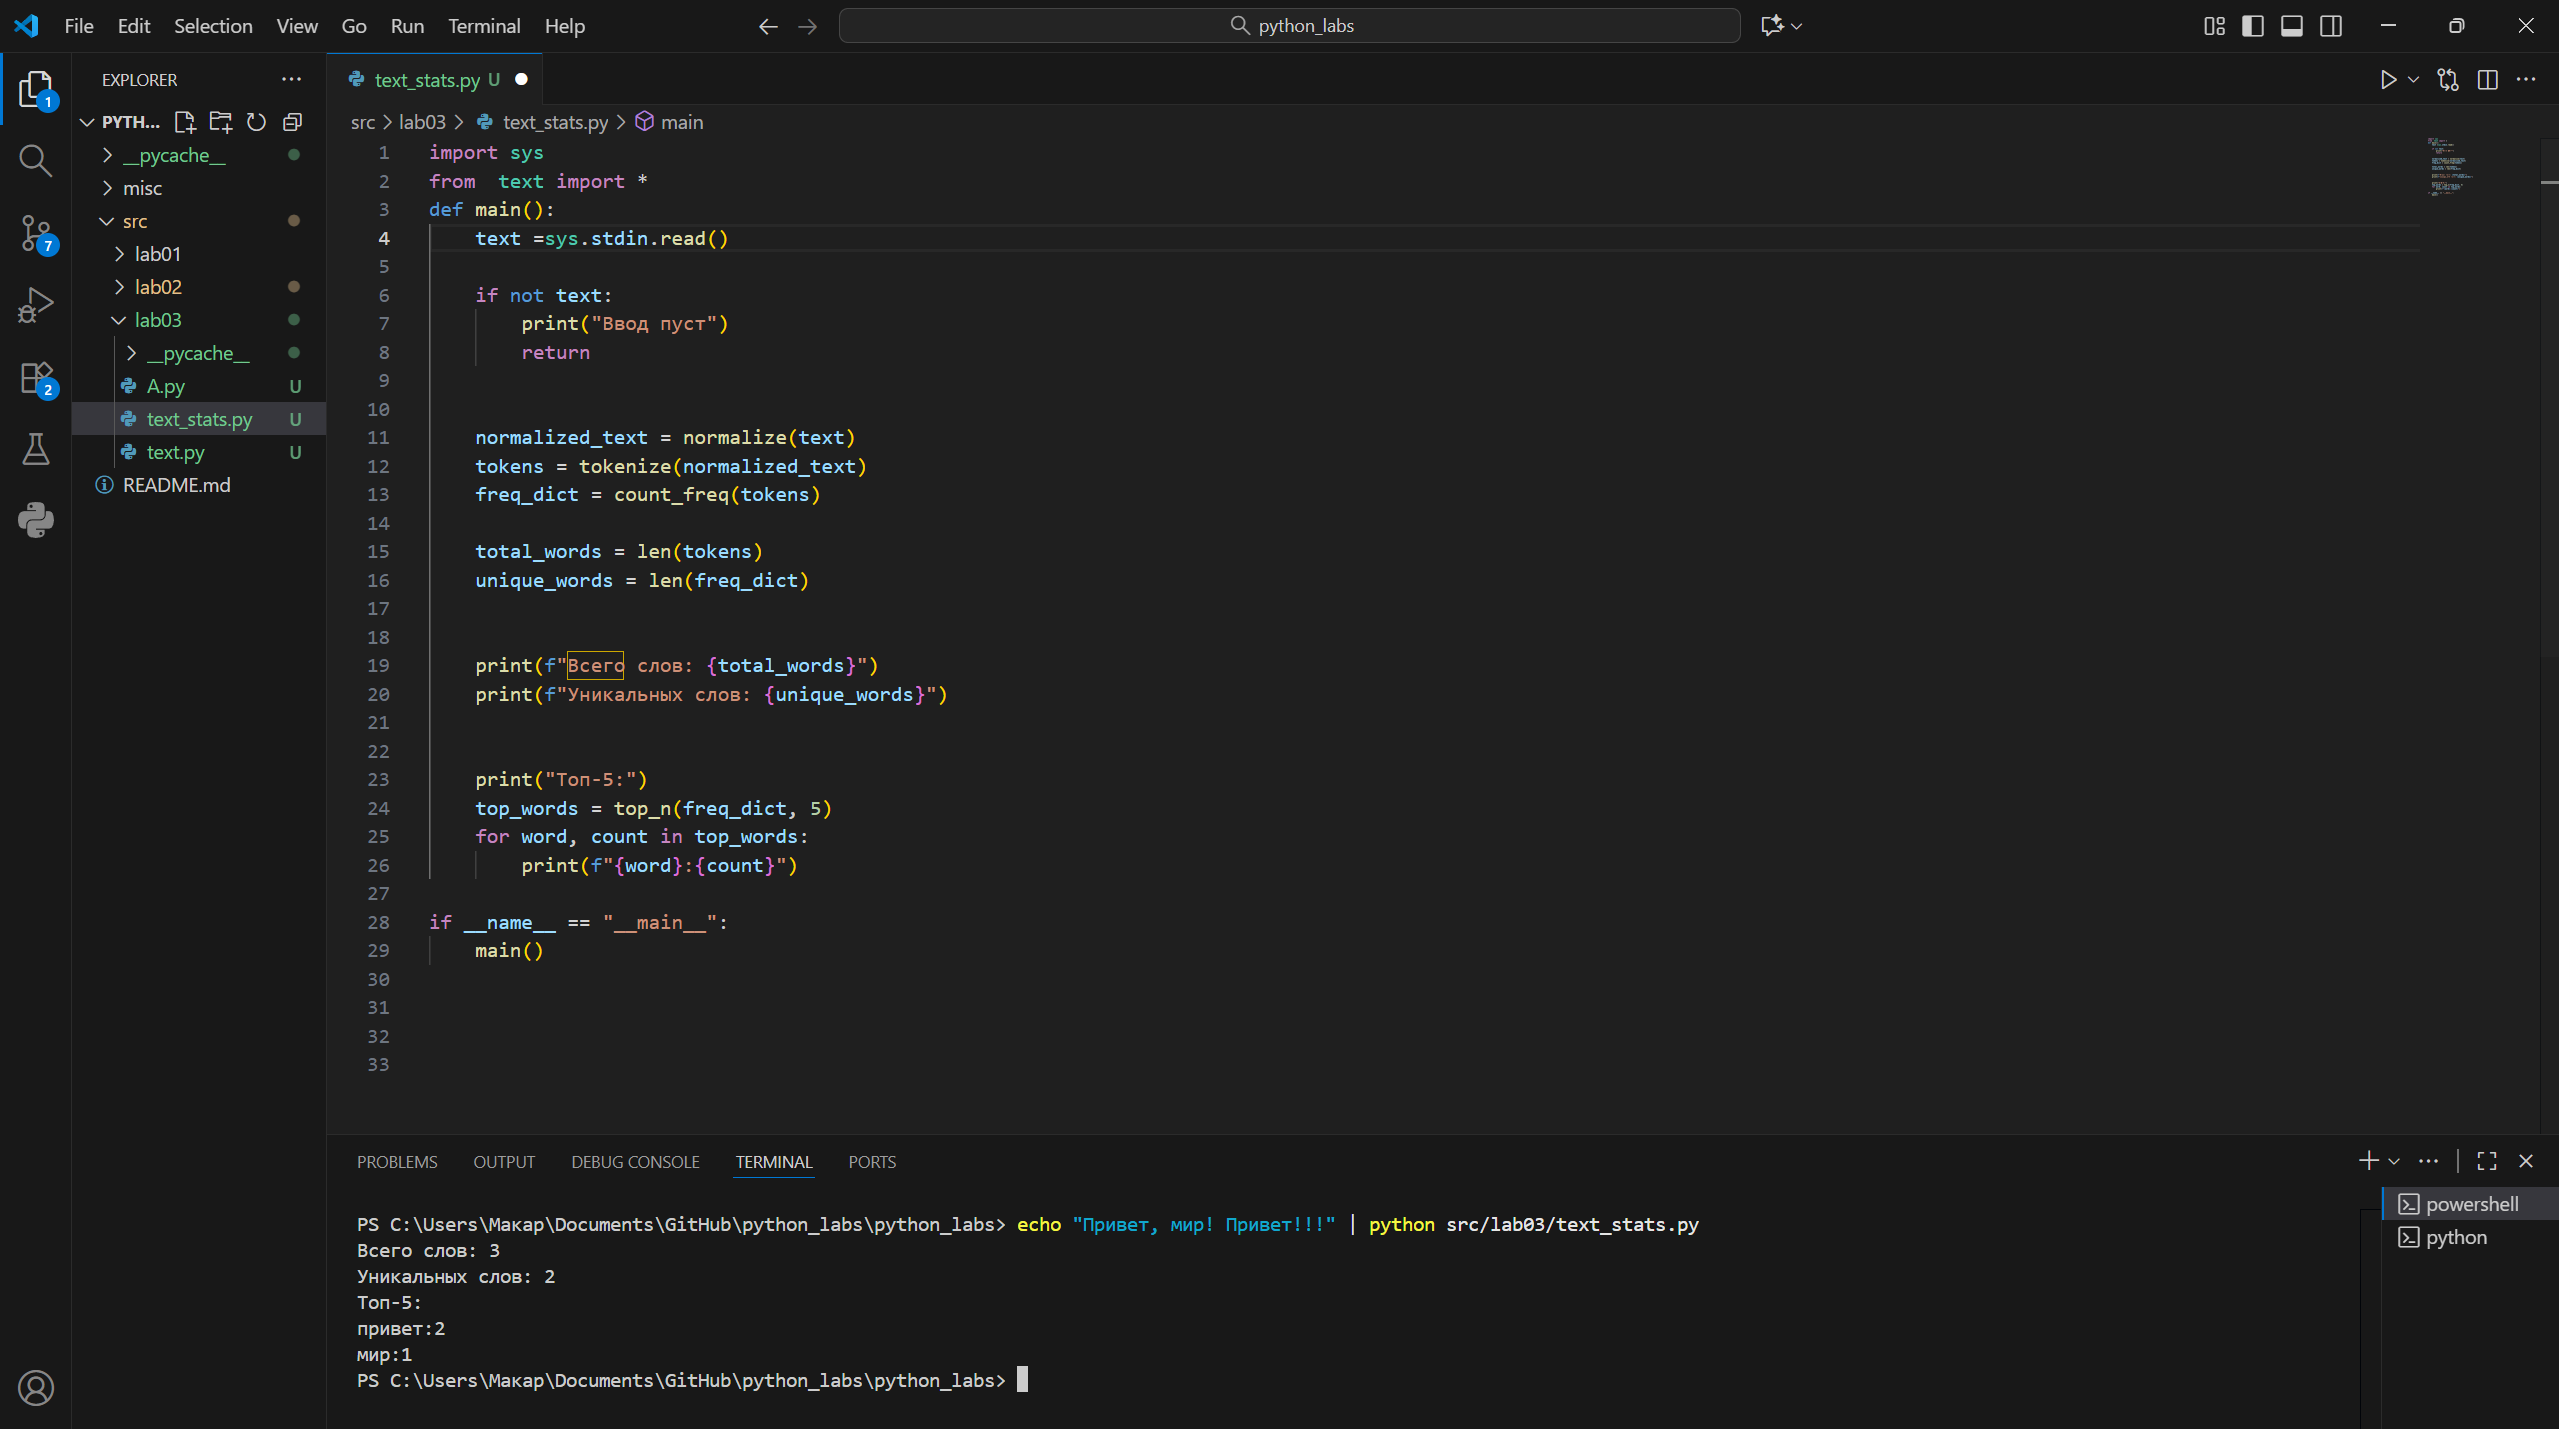 File Edit Selection View Go Run Terminal Help
python_labs
EXPLORER
text_stats.py U
PYTH...
src lab03 text_stats.py main
__pycache__
misc
src
lab01
lab02
lab03
__pycache__
A.py U
text_stats.py U
text.py U
README.md
1
7
2
1 import sys
2 from  text import *
3 def main():
4     text =sys.stdin.read()
5
6     if not text:
7         print("Ввод пуст")
8         return
9
10
11     normalized_text = normalize(text)
12     tokens = tokenize(normalized_text)
13     freq_dict = count_freq(tokens)
14
15     total_words = len(tokens)
16     unique_words = len(freq_dict)
17
18
19     print(f"Всего слов: {total_words}")
20     print(f"Уникальных слов: {unique_words}")
21
22
23     print("Топ-5:")
24     top_words = top_n(freq_dict, 5)
25     for word, count in top_words:
26         print(f"{word}:{count}")
27
28 if __name__ == "__main__":
29     main()
30
31
32
33
PROBLEMS OUTPUT DEBUG CONSOLE TERMINAL PORTS
PS C:\Users\Макар\Documents\GitHub\python_labs\python_labs> echo "Привет, мир! Привет!!!" | python src/lab03/text_stats.py
Всего слов: 3
Уникальных слов: 2
Топ-5:
привет:2
мир:1
PS C:\Users\Макар\Documents\GitHub\python_labs\python_labs>
powershell
python